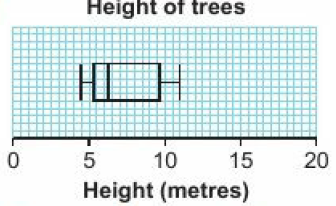 Height of trees
0 5 10 15 20
Height (metres)